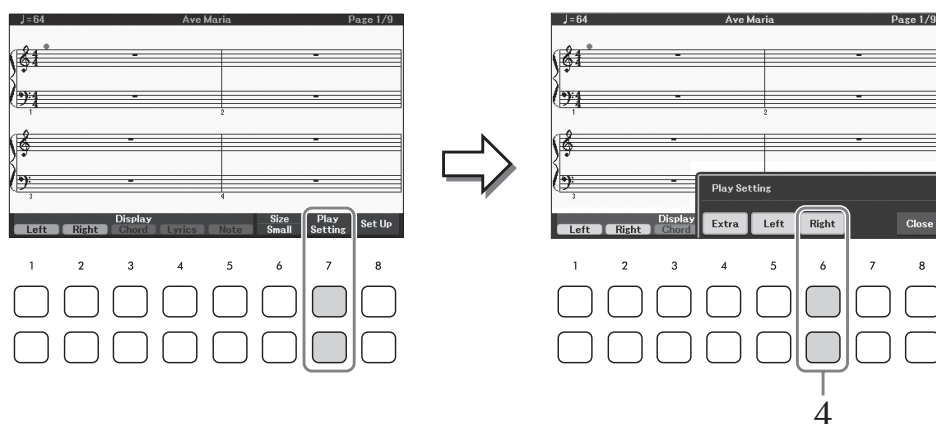 ♩= 64 Ave Maria Page 1/9
1 2
3 4
Display Size Play Set Up
Left Right Chord Lyrics Note Small Setting
1 2 3 4 5 6 7 8
♩= 64 Ave Maria Page 1/9
1 2
3
Play Setting
Display
Left Right Chord Extra Left Right Close
1 2 3 4 5 6 7 8
4